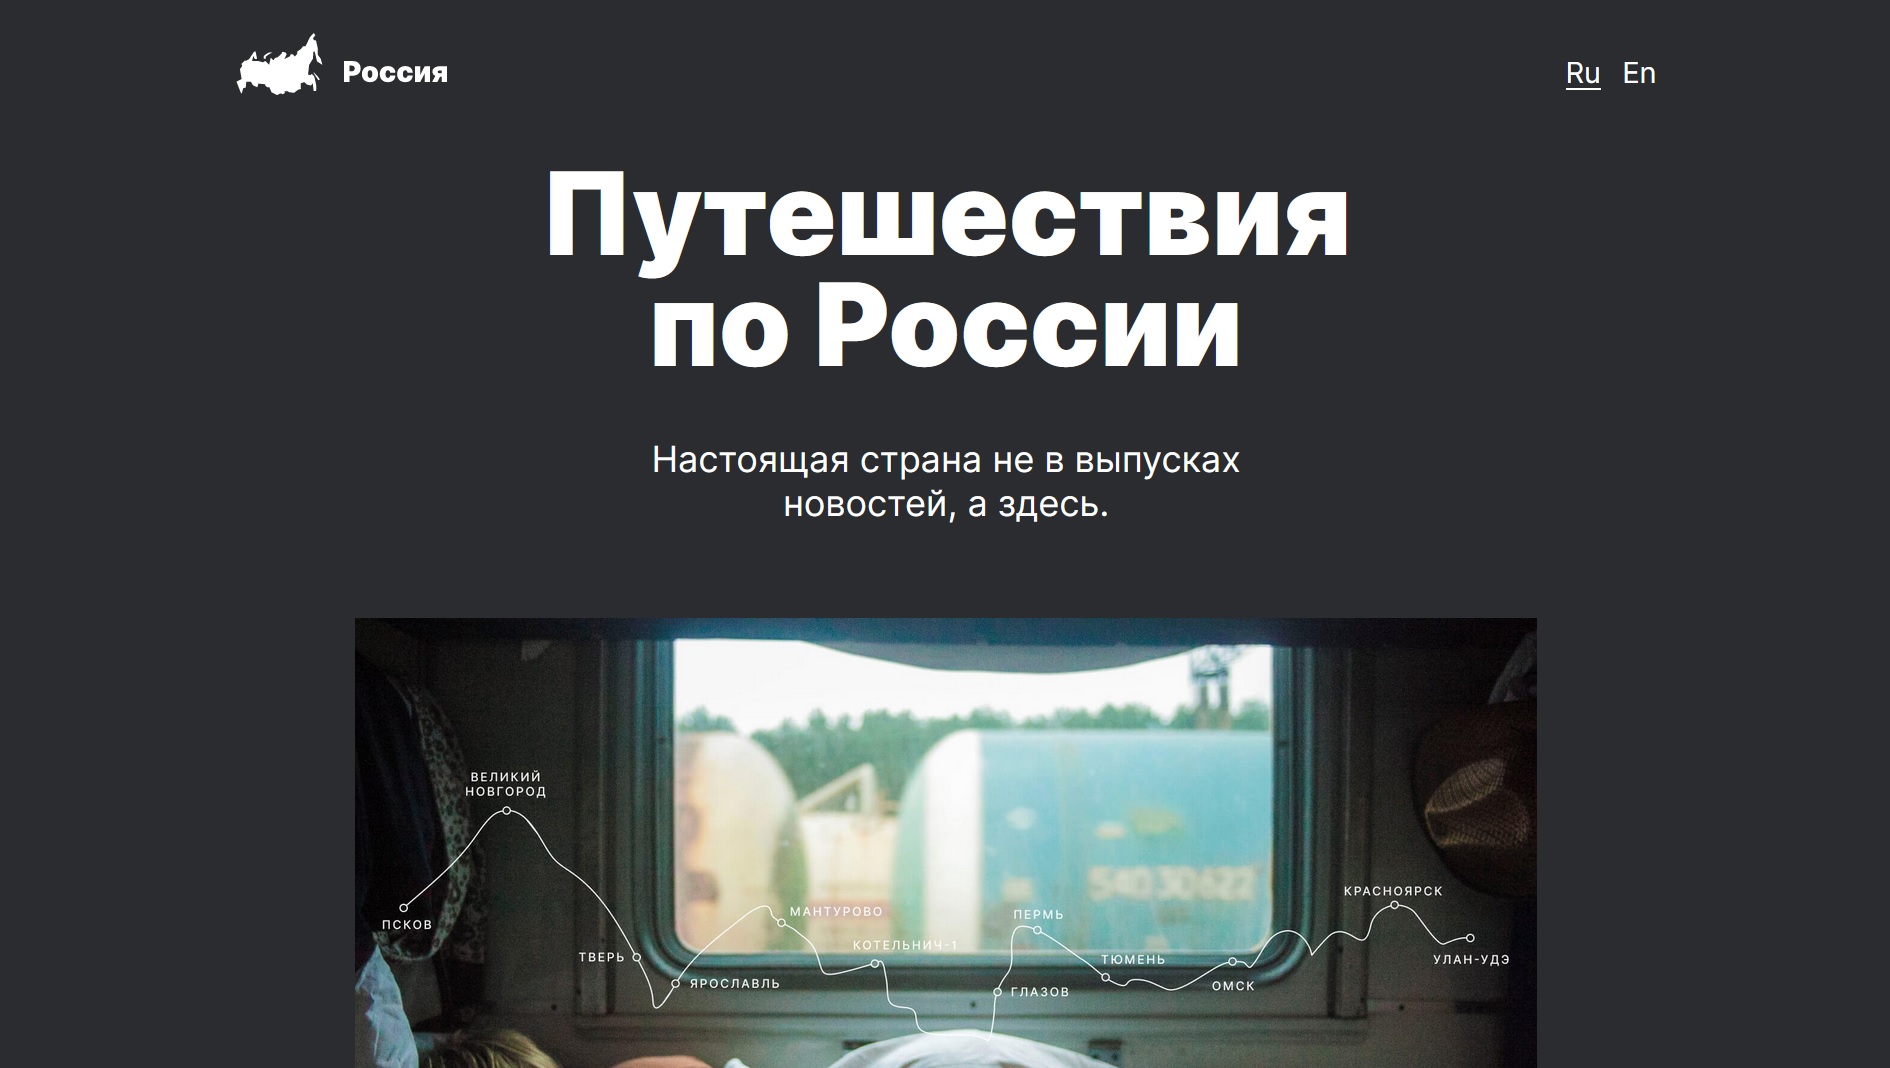 Россия
Ru En
Путешествия
по России
Настоящая страна не в выпусках
новостей, а здесь.
ВЕЛИКИЙ
НОВГОРОД
ПСКОВ
ТВЕРЬ
ЯРОСЛАВЛЬ
МАНТУРОВО
КОТЕЛЬНИЧ-1
ГЛАЗОВ
ПЕРМЬ
ТЮМЕНЬ
ОМСК
КРАСНОЯРСК
УЛАН-УДЭ